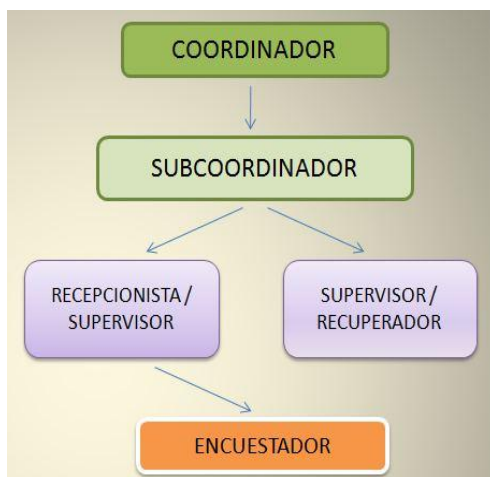 COORDINADOR
SUBCOORDINADOR
RECEPCIONISTA /
SUPERVISOR
SUPERVISOR /
RECUPERADOR
ENCUESTADOR